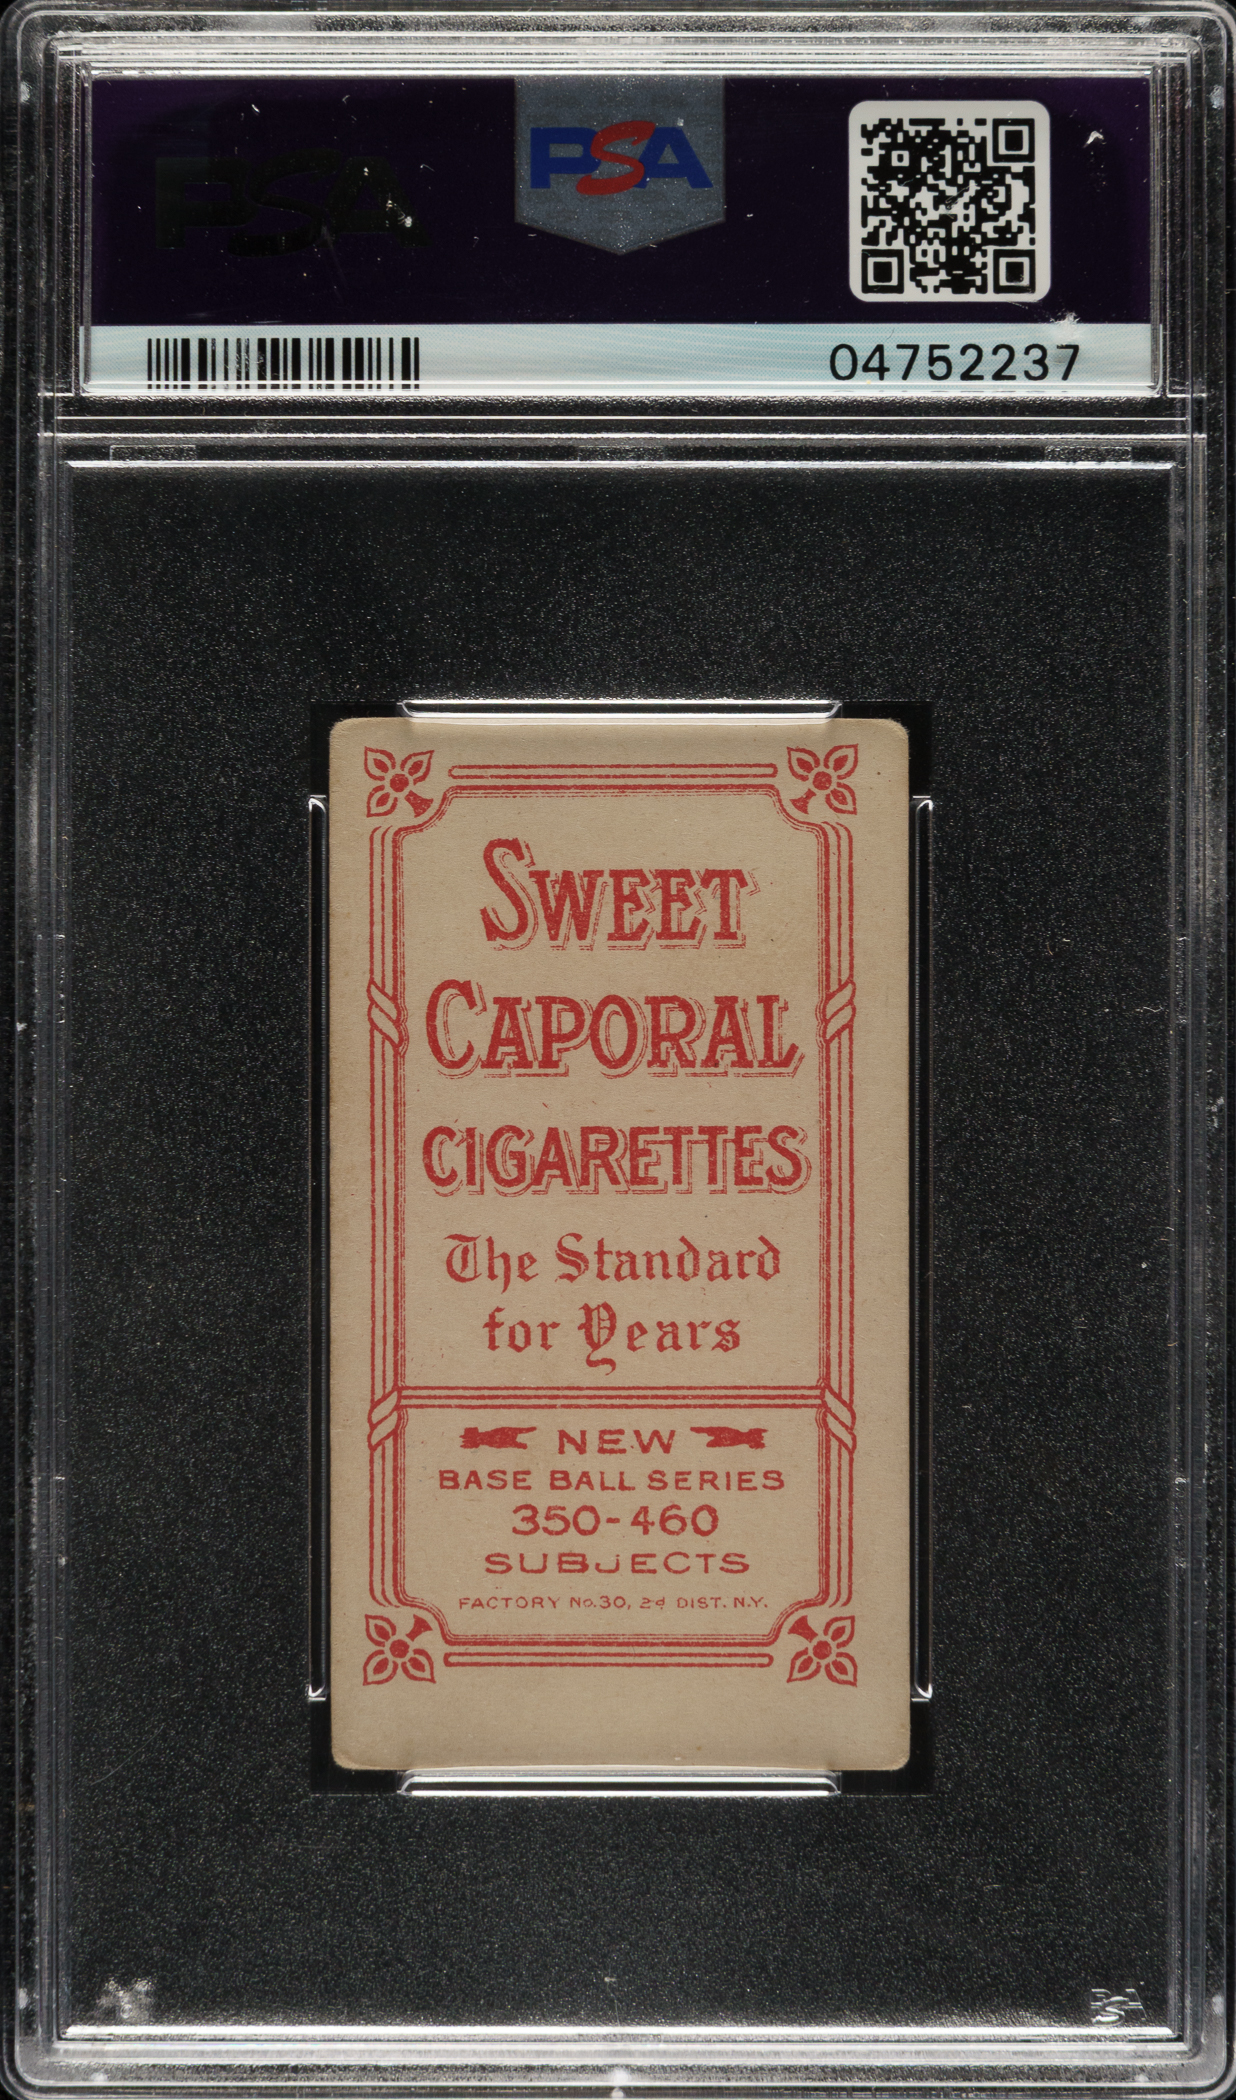 PSA
PSA
04752237
SWEET
CAPORAL
CIGARETTES
The Standard
for Years
NEW
BASE BALL SERIES
350-460
SUBJECTS
FACTORY No. 30, 2d DIST. N.Y.
PSA